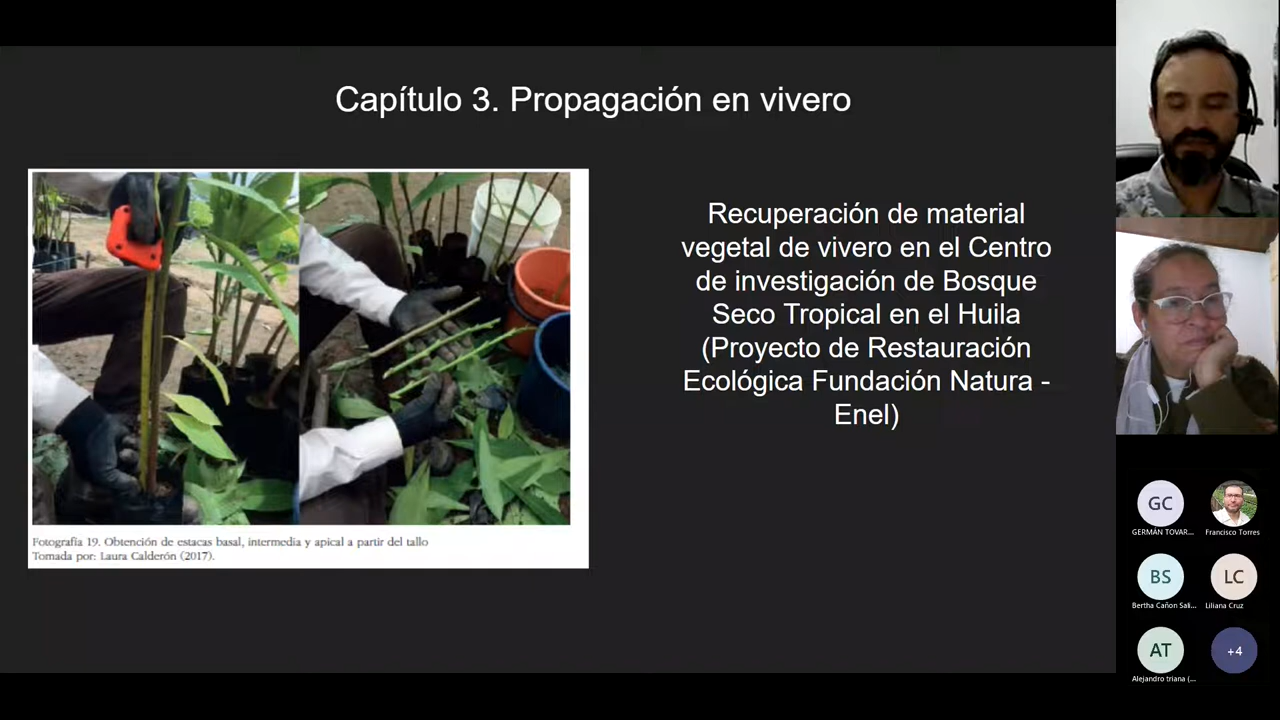 Capítulo 3. Propagación en vivero
Recuperación de material
vegetal de vivero en el Centro
de investigación de Bosque
Seco Tropical en el Huila
(Proyecto de Restauración
Ecológica Fundación Natura -
Enel)
Fotografía 19. Obtención de estacas basal, intermedia y apical a partir del tallo
Tomada por: Laura Calderón (2017).
GC
GERMÁN TOVAR...
Francisco Torres
BS
Bertha Cañon Sali...
LC
Liliana Cruz
AT
Alejandro triana (...
+4